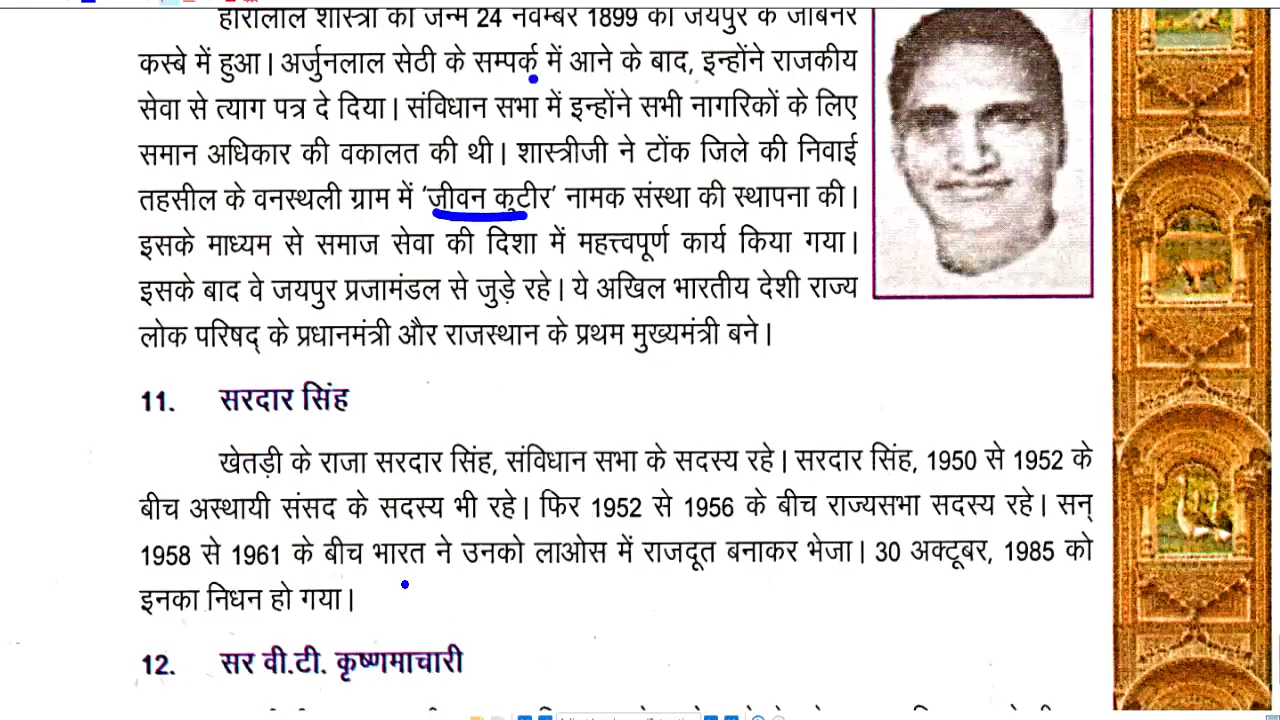 हीरालाल शास्त्री का जन्म 24 नवम्बर 1899 को जयपुर के जोबनेर
कस्बे में हुआ। अर्जुनलाल सेठी के सम्पर्क में आने के बाद, इन्होंने राजकीय
सेवा से त्याग पत्र दे दिया। संविधान सभा में इन्होंने सभी नागरिकों के लिए
समान अधिकार की वकालत की थी। शास्त्रीजी ने टोंक जिले की निवाई
तहसील के वनस्थली ग्राम में ‘जीवन कुटीर’ नामक संस्था की स्थापना की।
इसके माध्यम से समाज सेवा की दिशा में महत्त्वपूर्ण कार्य किया गया।
इसके बाद वे जयपुर प्रजामंडल से जुड़े रहे। ये अखिल भारतीय देशी राज्य
लोक परिषद् के प्रधानमंत्री और राजस्थान के प्रथम मुख्यमंत्री बने।
11. सरदार सिंह
खेतड़ी के राजा सरदार सिंह, संविधान सभा के सदस्य रहे। सरदार सिंह, 1950 से 1952 के
बीच अस्थायी संसद के सदस्य भी रहे। फिर 1952 से 1956 के बीच राज्यसभा सदस्य रहे। सन्
1958 से 1961 के बीच भारत ने उनको लाओस में राजदूत बनाकर भेजा। 30 अक्टूबर, 1985 को
इनका निधन हो गया।
12. सर वी.टी. कृष्णमाचारी